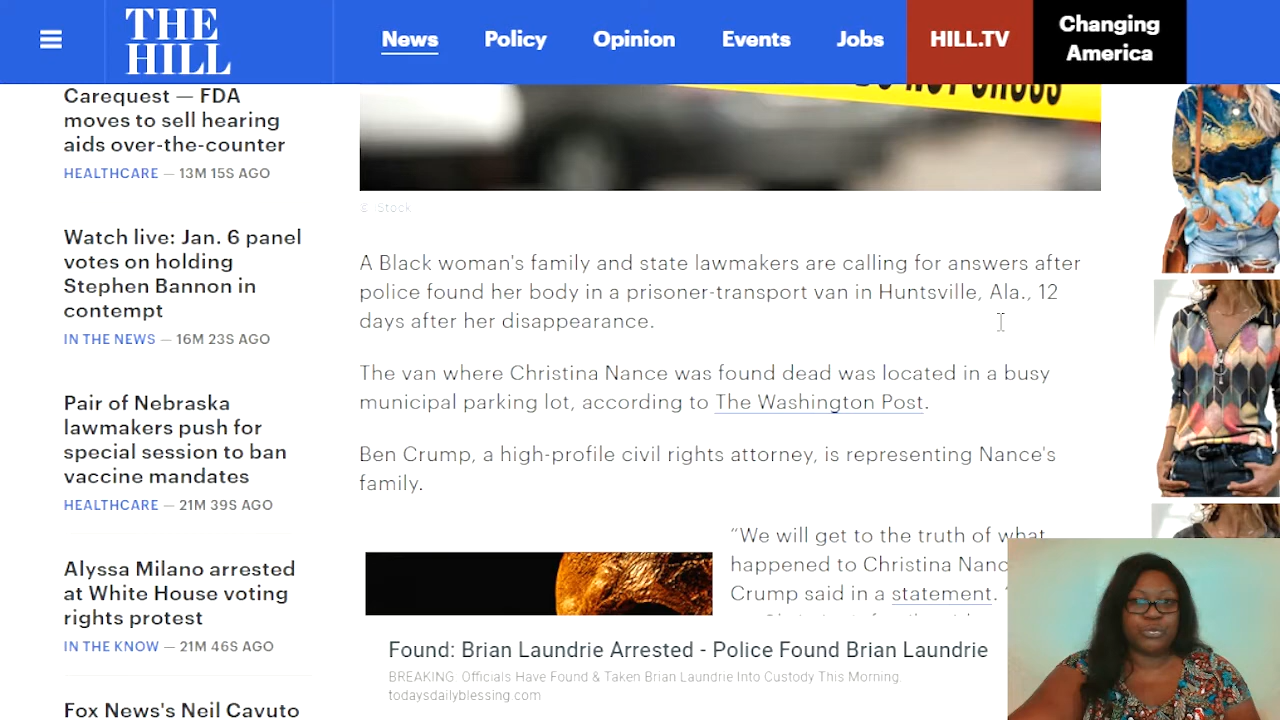 THE
HILL
News
Policy
Opinion
Events
Jobs
HILL.TV
Changing
America
Carequest — FDA
moves to sell hearing
aids over-the-counter
HEALTHCARE — 13M 15S AGO
Watch live: Jan. 6 panel
votes on holding
Stephen Bannon in
contempt
IN THE NEWS — 16M 23S AGO
Pair of Nebraska
lawmakers push for
special session to ban
vaccine mandates
HEALTHCARE — 21M 39S AGO
Alyssa Milano arrested
at White House voting
rights protest
IN THE KNOW — 21M 46S AGO
Fox News's Neil Cavuto
DO NOT CROSS
© iStock
A Black woman's family and state lawmakers are calling for answers after
police found her body in a prisoner-transport van in Huntsville, Ala., 12
days after her disappearance.
The van where Christina Nance was found dead was located in a busy
municipal parking lot, according to The Washington Post.
Ben Crump, a high-profile civil rights attorney, is representing Nance's
family.
“We will get to the truth of what
happened to Christina Nanc
Crump said in a statement. “
Found: Brian Laundrie Arrested - Police Found Brian Laundrie
BREAKING: Officials Have Found & Taken Brian Laundrie Into Custody This Morning
todaysdailyblessing.com